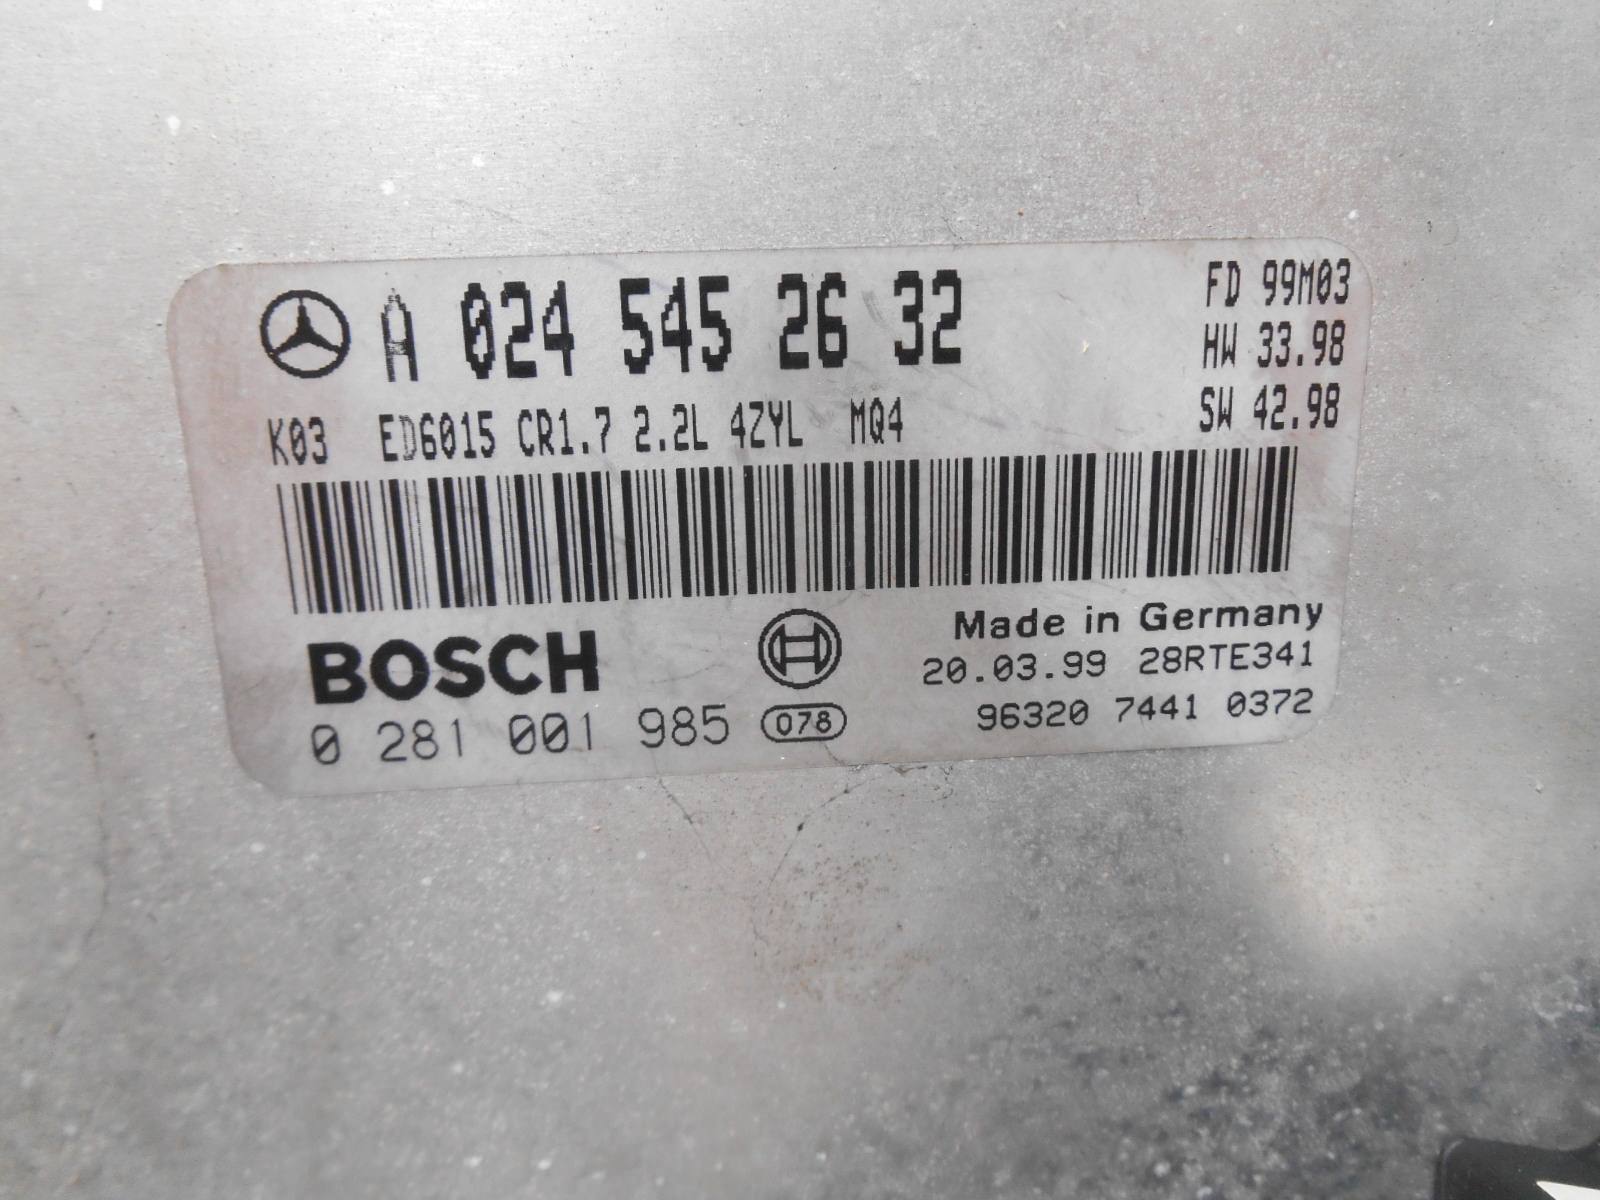 A 024 545 26 32
FD 99M03
HW 33.98
SW 42.98
K03 ED6015 CR1.7 2.2L 4ZYL MQ4
BOSCH
Made in Germany
20.03.99 28RTE341
0 281 001 985 078
96320 7441 0372